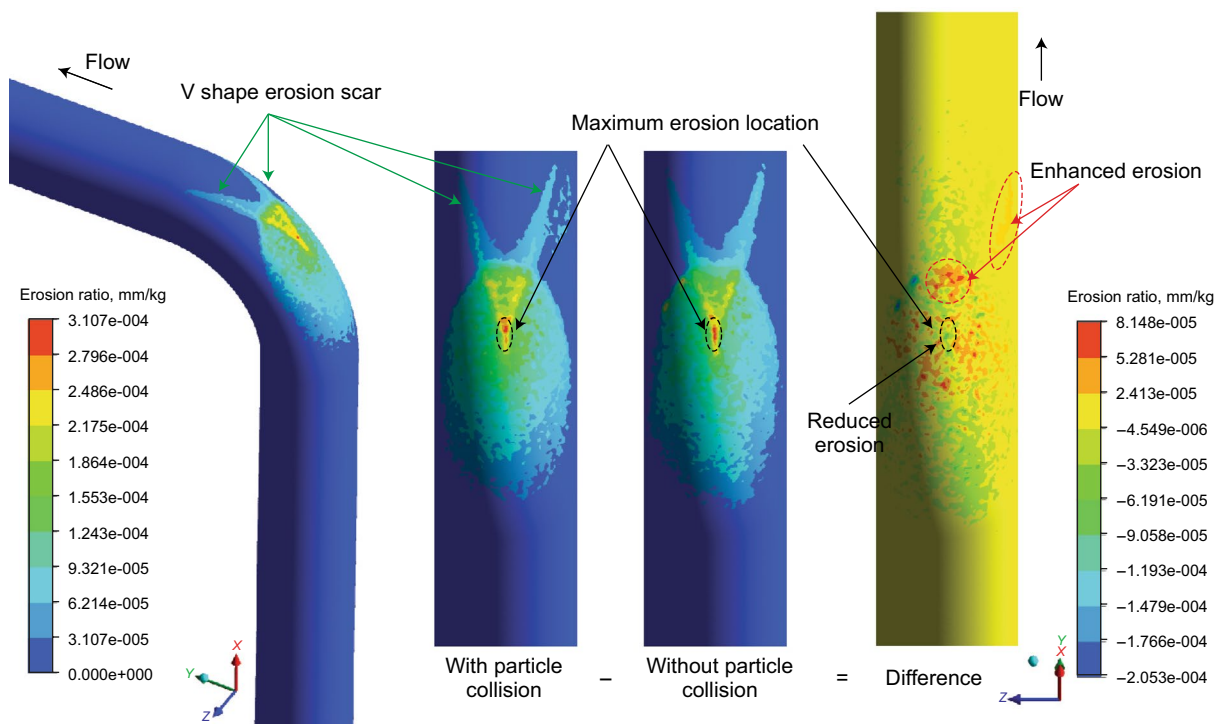 Flow
V shape erosion scar
Maximum erosion location
Flow
Enhanced erosion
Reduced
erosion
Erosion ratio, mm/kg
3.107e-004
2.796e-004
2.486e-004
2.175e-004
1.864e-004
1.553e-004
1.243e-004
9.321e-005
6.214e-005
3.107e-005
0.000e+000
X
Y
Z
With particle
collision
–
Without particle
collision
=
Difference
Erosion ratio, mm/kg
8.148e-005
5.281e-005
2.413e-005
–4.549e-006
–3.323e-005
–6.191e-005
–9.058e-005
–1.193e-004
–1.479e-004
–1.766e-004
–2.053e-004
Y
X
Z